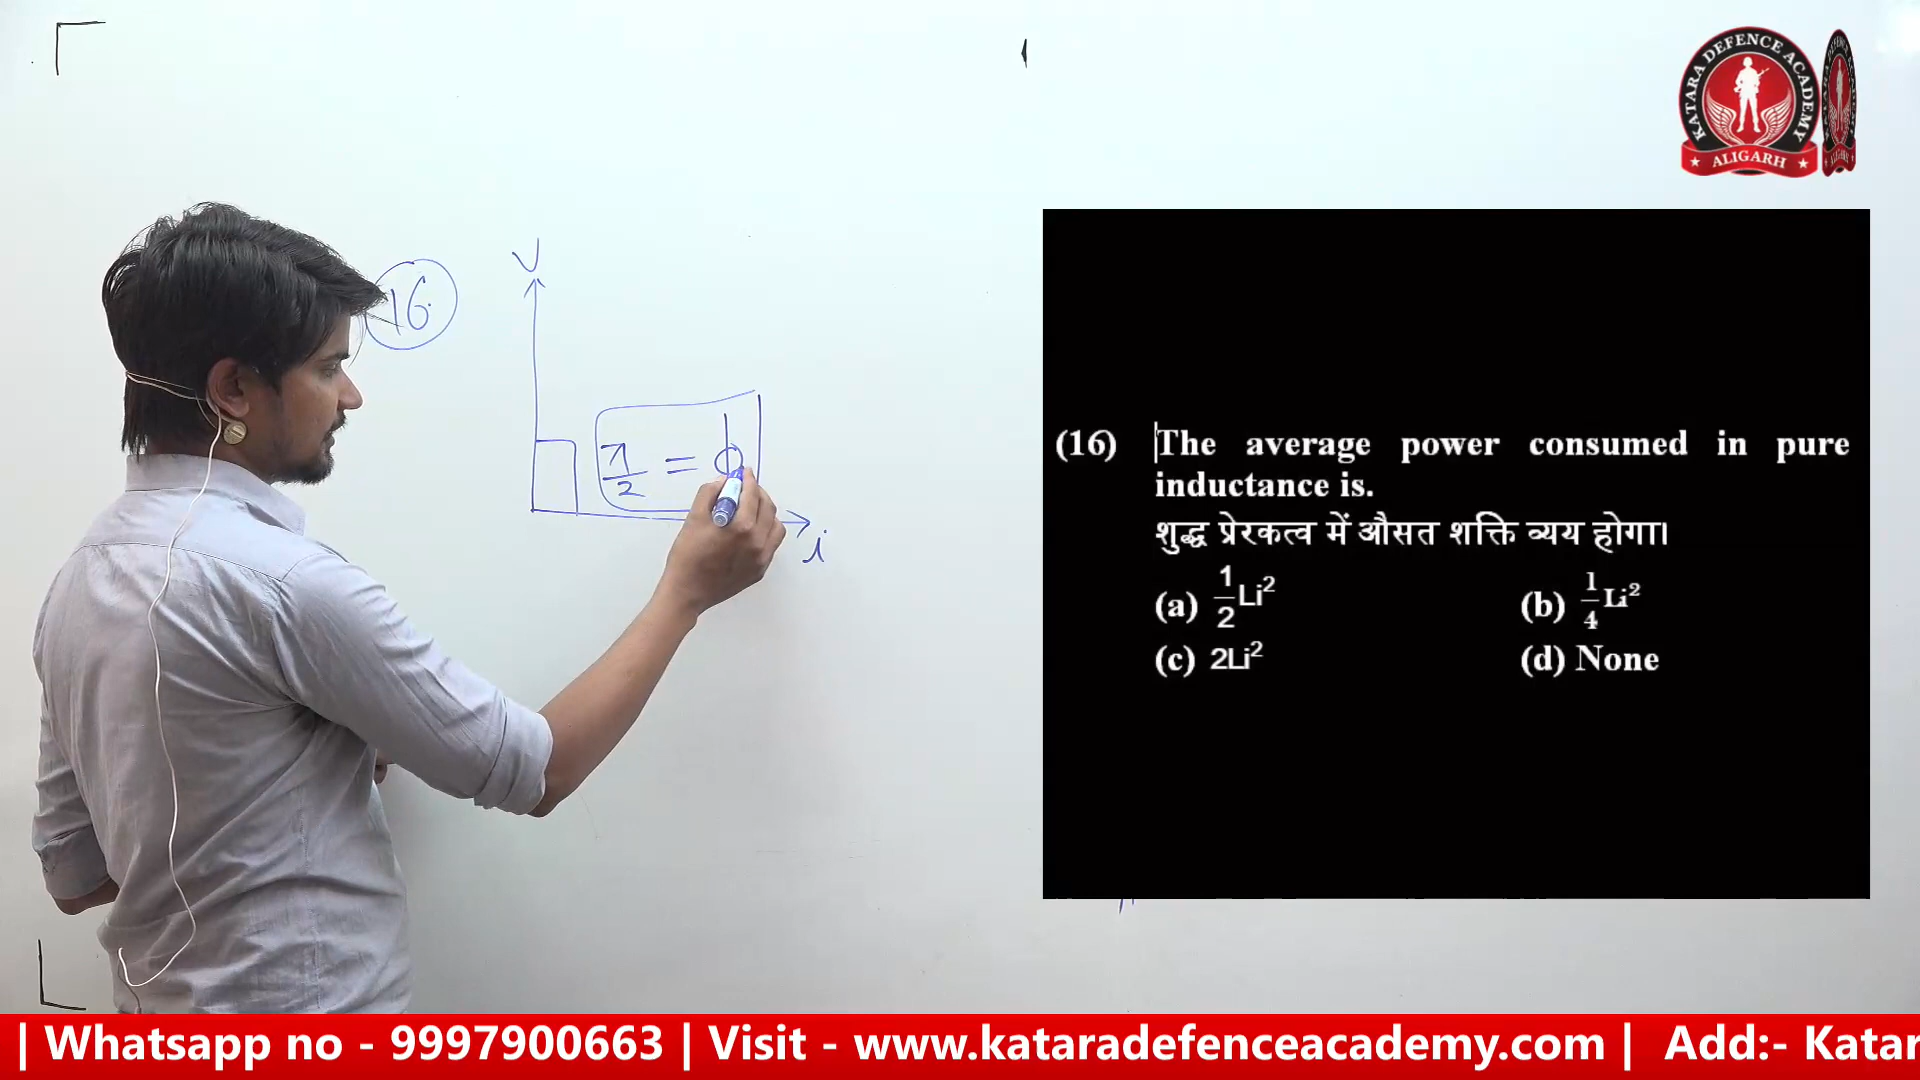 KATARA DEFENCE ACADEMY
ALIGARH
16
V
π/2 = ϕ
i
(16) The average power consumed in pure
inductance is.
शुद्ध प्रेरकत्व में औसत शक्ति व्यय होगा।
(a) 1/2 Li² (b) 1/4 Li²
(c) 2Li² (d) None
| Whatsapp no - 9997900663 | Visit - www.kataradefenceacademy.com | Add:- Katar